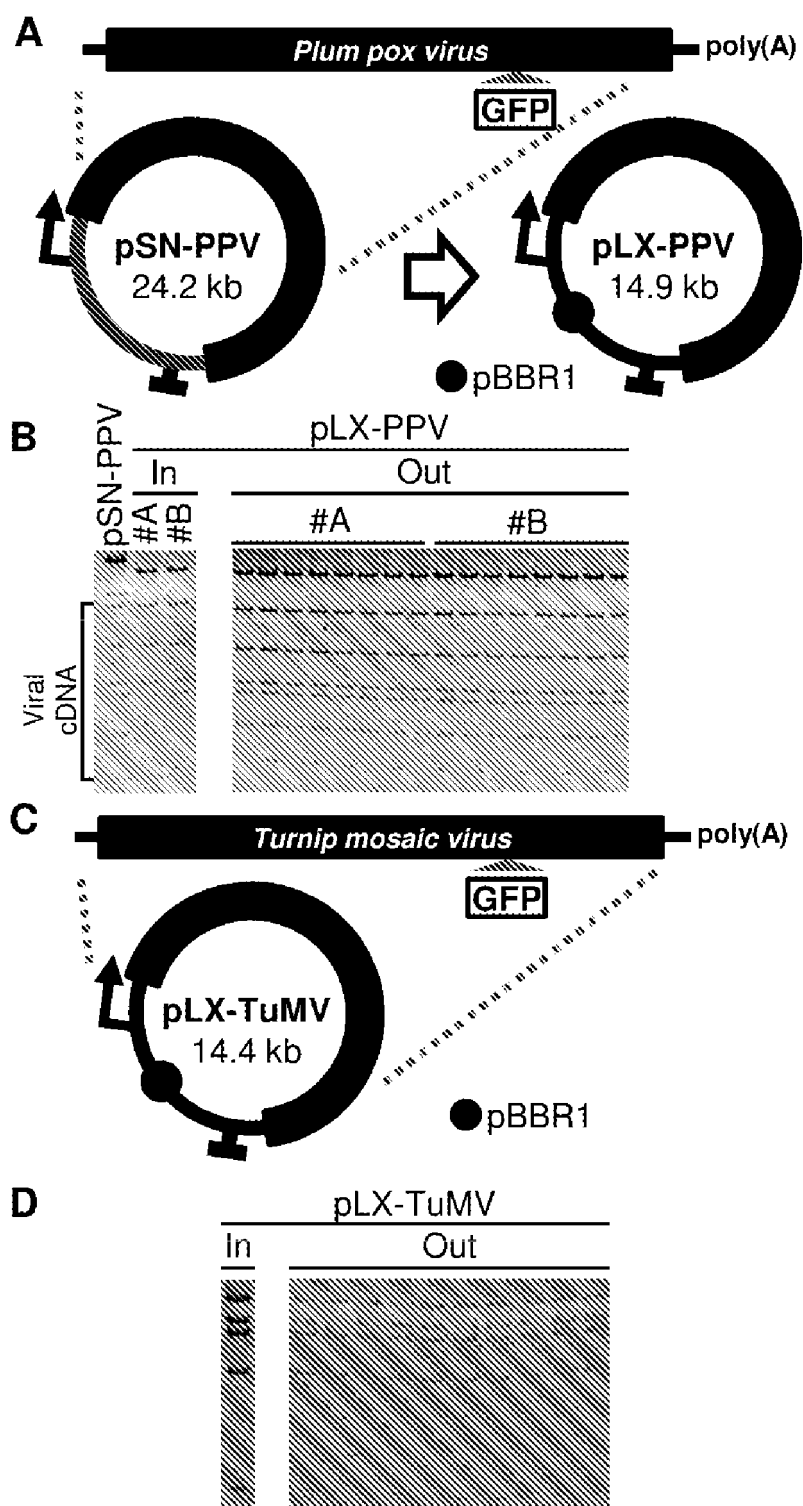 A
Plum pox virus
poly(A)
GFP
pSN-PPV
24.2 kb
pLX-PPV
14.9 kb
pBBR1
B
pSN-PPV
pLX-PPV
In
Out
#A
#B
#A
#B
Viral
cDNA
C
Turnip mosaic virus
poly(A)
GFP
pLX-TuMV
14.4 kb
pBBR1
D
pLX-TuMV
In
Out